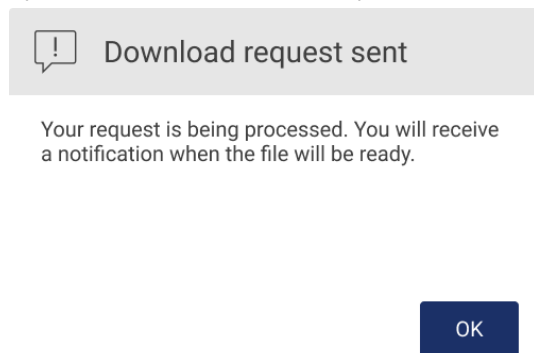 Download request sent
Your request is being processed. You will receive
a notification when the file will be ready.
OK